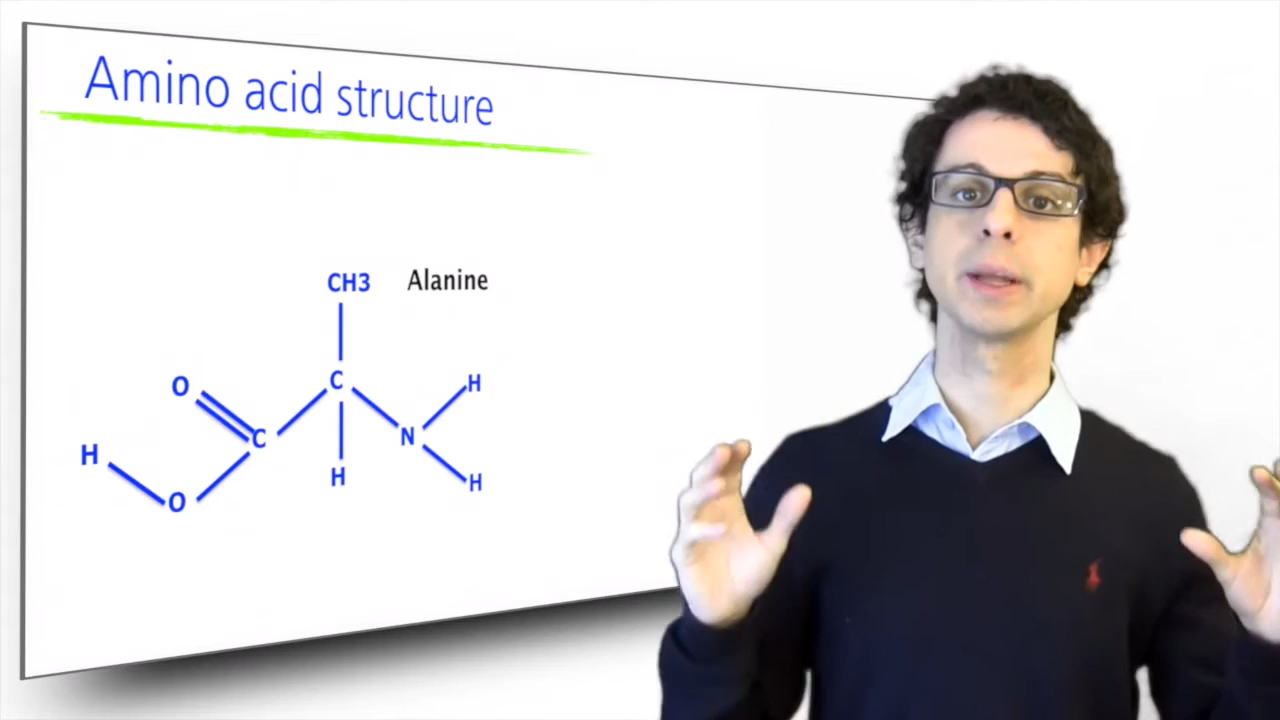 Amino acid structure
CH3 Alanine
O C H
H C N
O H H